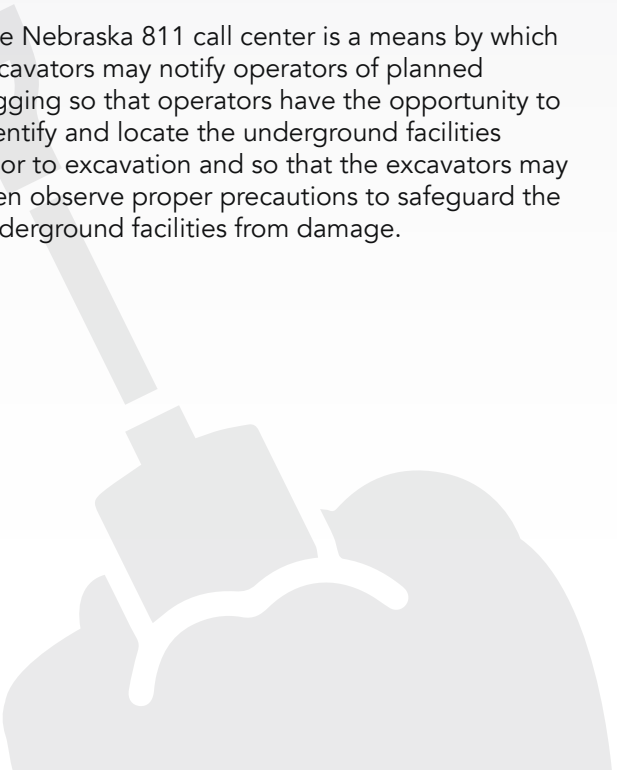 e Nebraska 811 call center is a means by which
cavators may notify operators of planned
gging so that operators have the opportunity to
entify and locate the underground facilities
or to excavation and so that the excavators may
en observe proper precautions to safeguard the
derground facilities from damage.